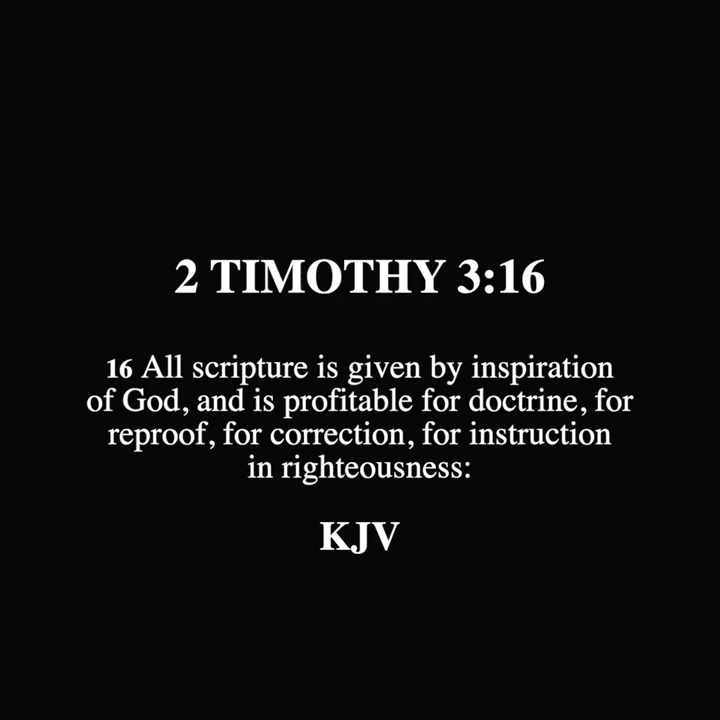 2 TIMOTHY 3:16
16 All scripture is given by inspiration
of God, and is profitable for doctrine, for
reproof, for correction, for instruction
in righteousness:
KJV